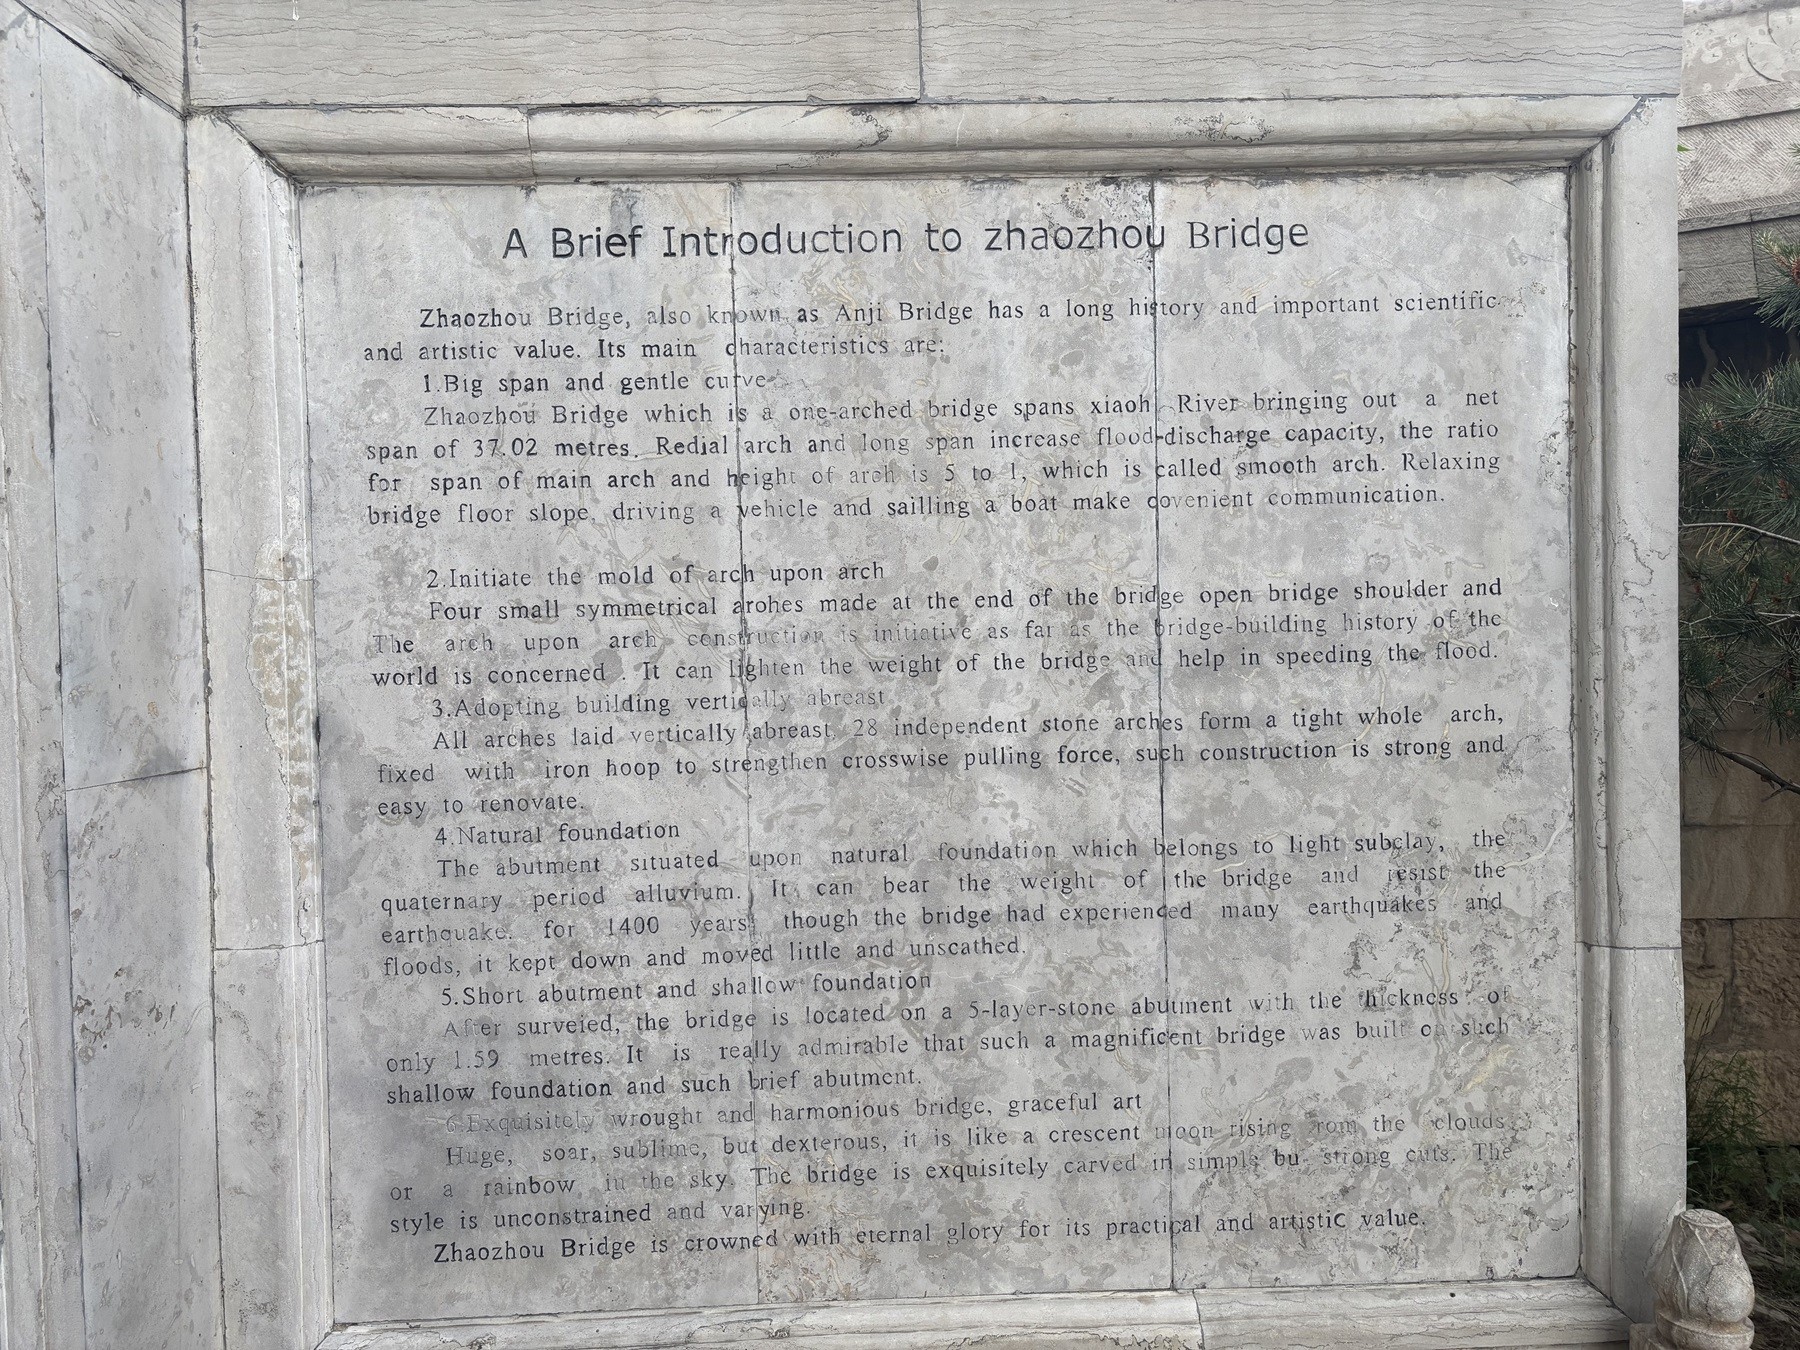 A Brief Introduction to zhaozhou Bridge
Zhaozhou Bridge, also known as Anji Bridge has a long history and important scientific
and artistic value. Its main characteristics are:
1.Big span and gentle curve
Zhaozhou Bridge which is a one-arched bridge spans xiaoh River bringing out a net
span of 37.02 metres. Redial arch and long span increase flood-discharge capacity, the ratio
for span of main arch and height of arch is 5 to 1, which is called smooth arch. Relaxing
bridge floor slope, driving a vehicle and sailling a boat make covenient communication.
2.Initiate the mold of arch upon arch
Four small symmetrical arohes made at the end of the bridge open bridge shoulder and
The arch upon arch construction is initiative as far as the bridge-building history of the
world is concerned . It can lighten the weight of the bridge and help in speeding the flood.
3.Adopting building vertically abreast
All arches laid vertically abreast, 28 independent stone arches form a tight whole arch,
fixed with iron hoop to strengthen crosswise pulling force, such construction is strong and
easy to renovate.
4.Natural foundation
The abutment situated upon natural foundation which belongs to light subclay, the
quaternary period alluvium. It can bear the weight of the bridge and resist the
earthquake. for 1400 years, though the bridge had experienced many earthquakes and
floods, it kept down and moved little and unscathed.
5.Short abutment and shallow foundation
After surveied, the bridge is located on a 5-layer-stone abutment with the thickness of
only 1.59 metres. It is really admirable that such a magnificent bridge was built on such
shallow foundation and such brief abutment.
6.Exquisitely wrought and harmonious bridge, graceful art
Huge, soar, sublime, but dexterous, it is like a crescent moon rising rom the clouds
or a rainbow in the sky. The bridge is exquisitely carved in simple bu strong cuts. The
style is unconstrained and varying.
Zhaozhou Bridge is crowned with eternal glory for its practical and artistic value.